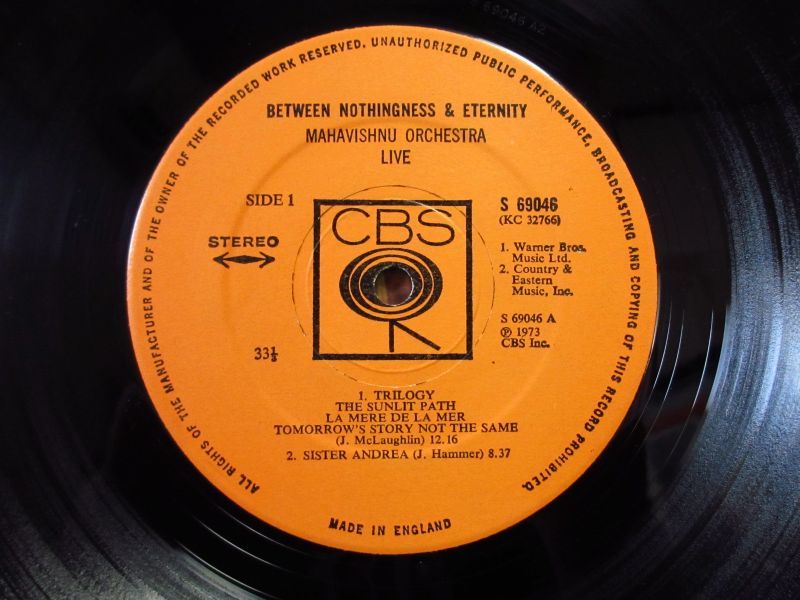 69046 A2
ALL RIGHTS OF THE MANUFACTURER AND OF THE OWNER OF THE RECORDED WORK RESERVED. UNAUTHORIZED PUBLIC PERFORMANCE, BROADCASTING AND COPYING OF THIS RECORD PROHIBITED.
BETWEEN NOTHINGNESS & ETERNITY
MAHAVISHNU ORCHESTRA
LIVE
SIDE 1
STEREO
33⅓
CBS
S 69046
(KC 32766)
1. Warner Bros.
Music Ltd.
2. Country &
Eastern
Music, Inc.
S 69046 A
℗ 1973
CBS Inc.
1. TRILOGY
THE SUNLIT PATH
LA MERE DE LA MER
TOMORROW'S STORY NOT THE SAME
(J. McLaughlin) 12.16
2. SISTER ANDREA (J. Hammer) 8.37
MADE IN ENGLAND